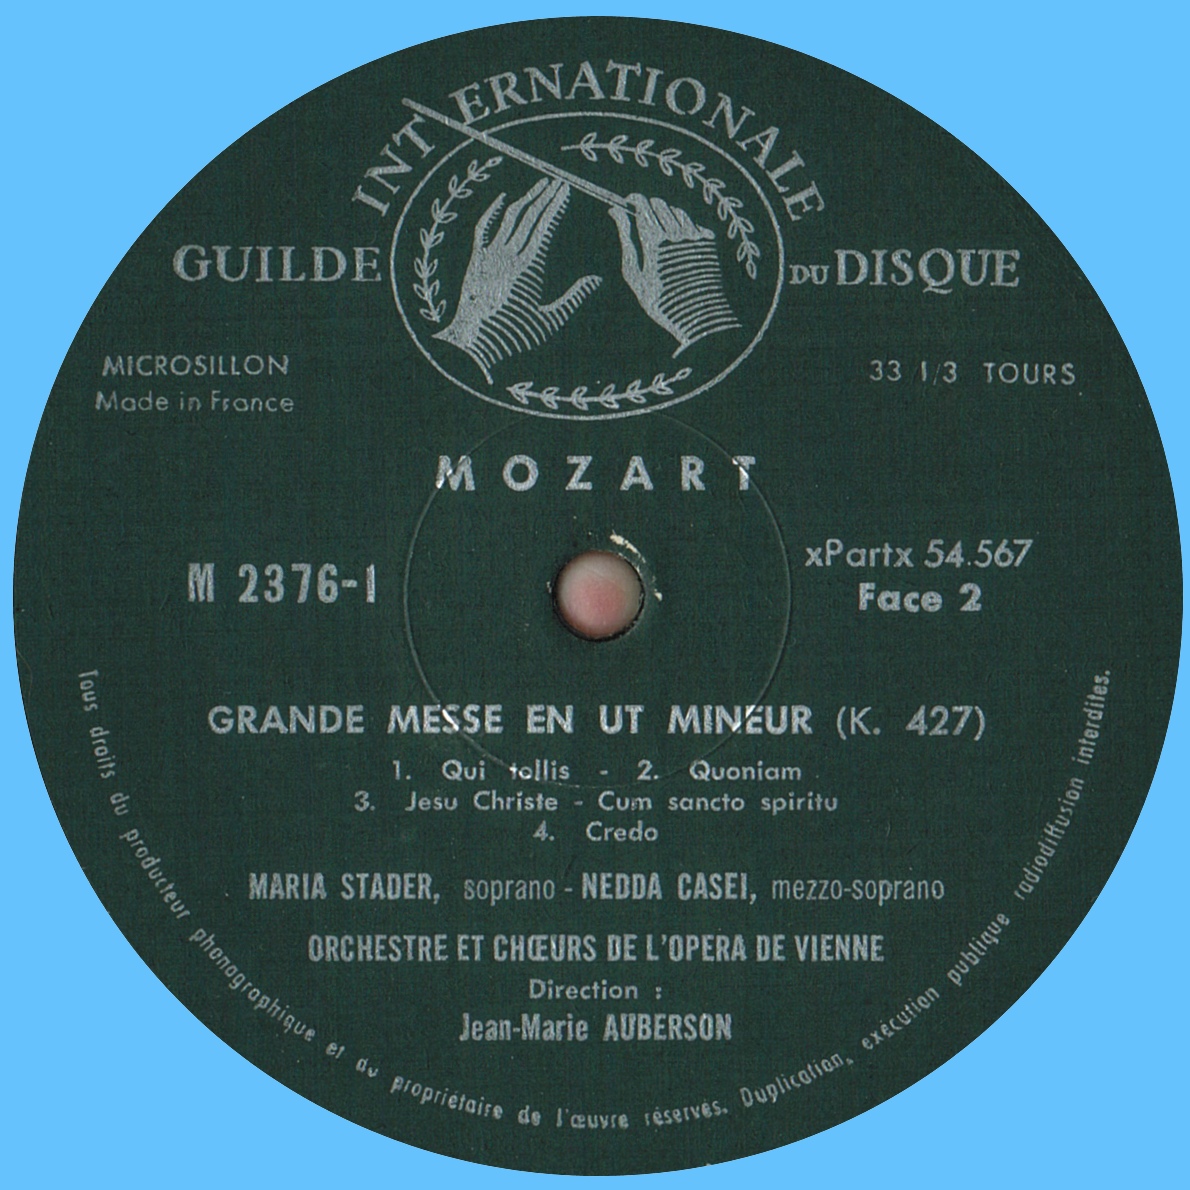 INTERNATIONALE
GUILDE DU DISQUE
MICROSILLON
Made in France
33 1/3 TOURS
MOZART
M 2376-1
xPartx 54.567
Face 2
GRANDE MESSE EN UT MINEUR (K. 427)
1. Qui tollis - 2. Quoniam
3. Jesu Christe - Cum sancto spiritu
4. Credo
MARIA STADER, soprano - NEDDA CASEI, mezzo-soprano
ORCHESTRE ET CHŒURS DE L'OPERA DE VIENNE
Direction :
Jean-Marie AUBERSON
Tous droits du producteur phonographique et du propriétaire de l'œuvre réservés. Duplication, exécution publique radiodiffusion interdites.